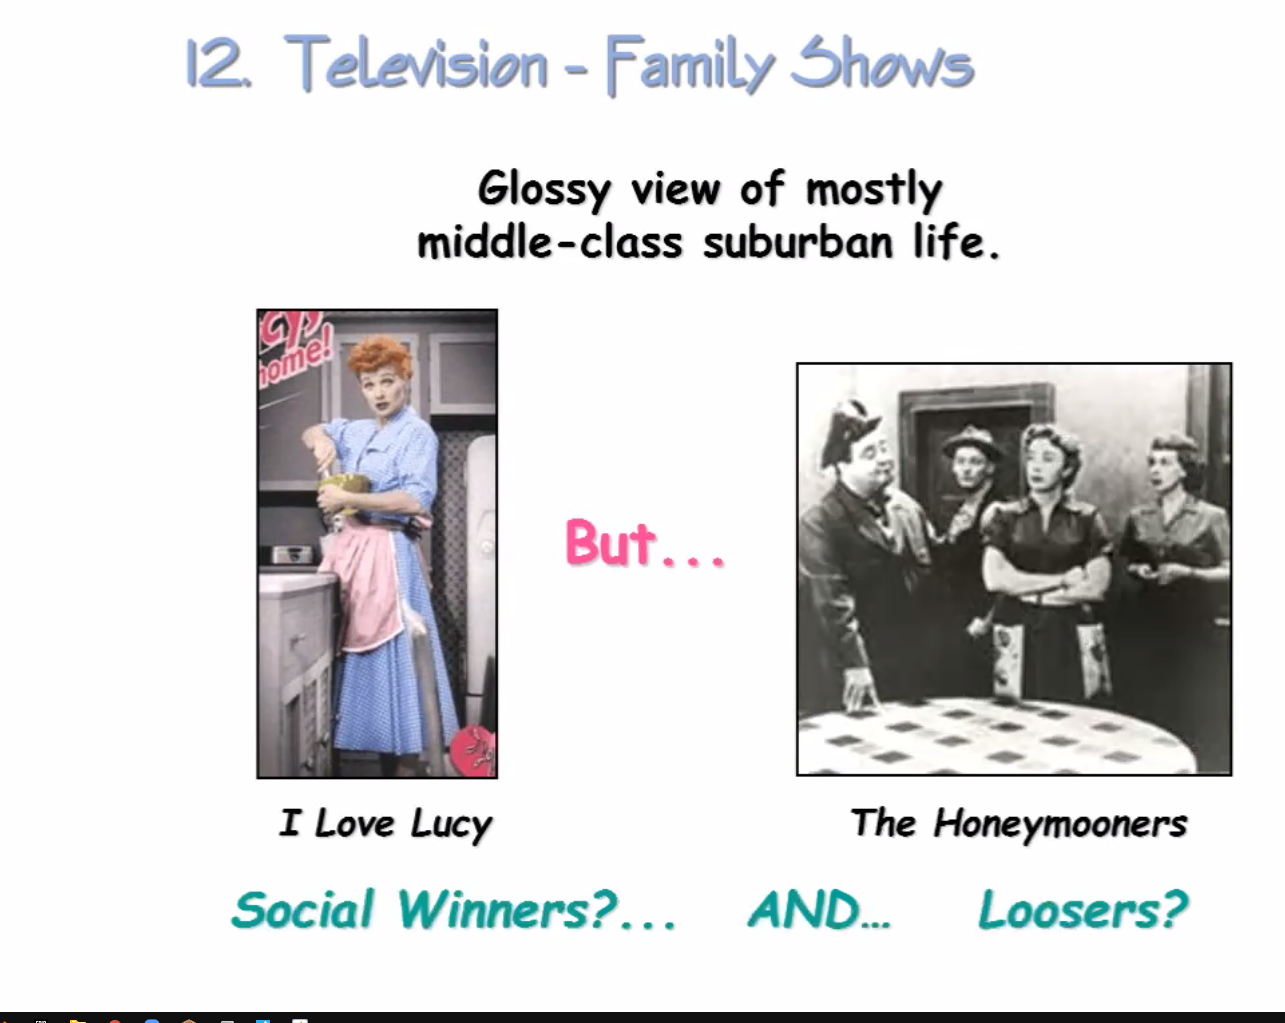 12. Television - Family Shows
Glossy view of mostly
middle-class suburban life.
home!
But...
I Love Lucy
The Honeymooners
Social Winners?... AND... Loosers?